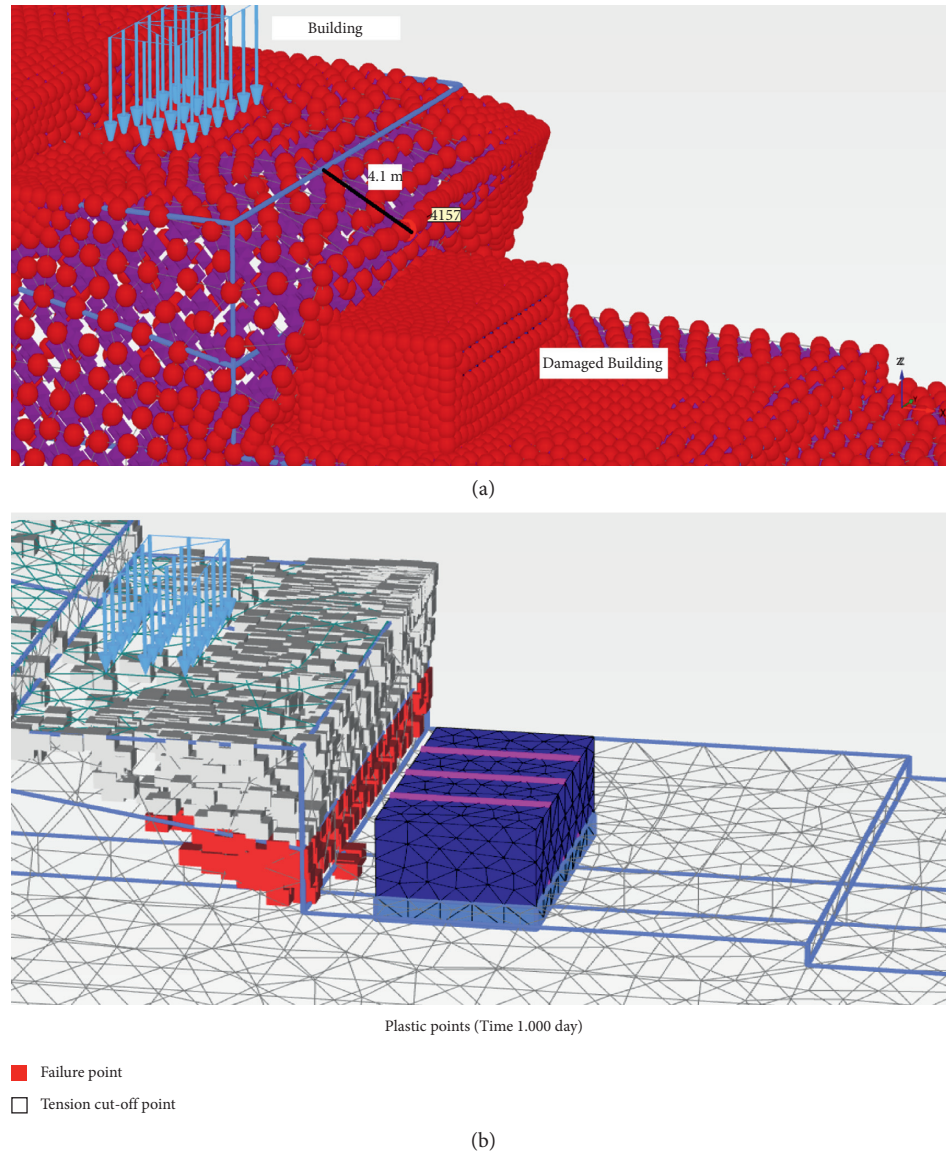 Building
4.1 m
4157
Damaged Building
z
x
(a)
Plastic points (Time 1.000 day)
Failure point
Tension cut-off point
(b)